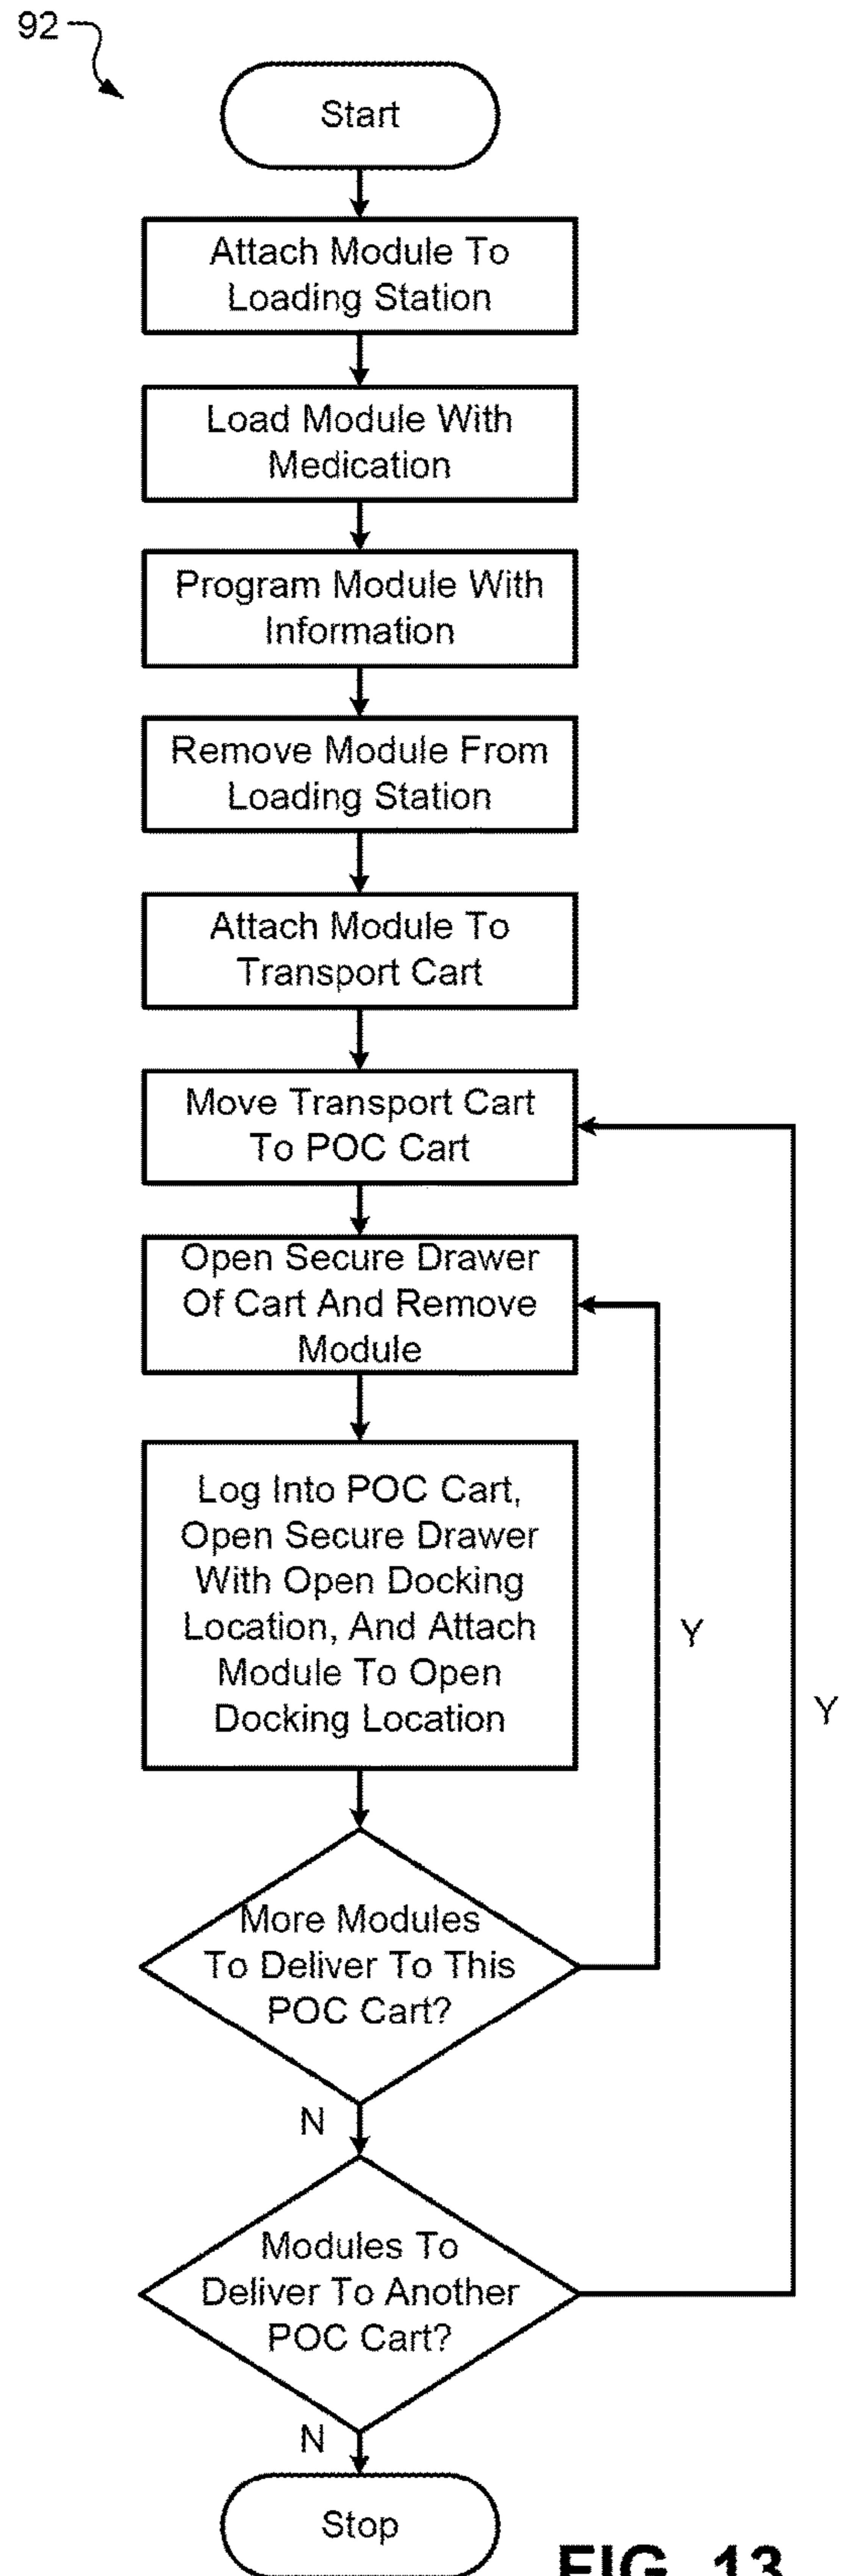 92
Start
Attach Module To
Loading Station
Load Module With
Medication
Program Module With
Information
Remove Module From
Loading Station
Attach Module To
Transport Cart
Move Transport Cart
To POC Cart
Open Secure Drawer
Of Cart And Remove
Module
Log Into POC Cart,
Open Secure Drawer
With Open Docking
Location, And Attach
Module To Open
Docking Location
Y
Y
More Modules
To Deliver To This
POC Cart?
N
Modules To
Deliver To Another
POC Cart?
N
Stop
FIG. 13